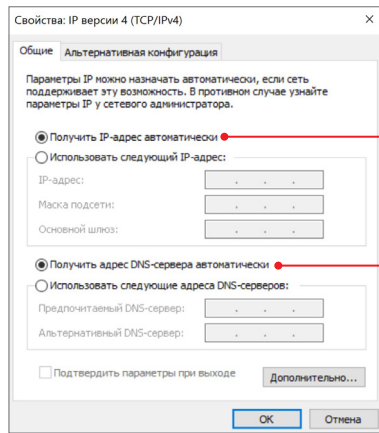 Свойства: IP версии 4 (TCP/IPv4)
Общие Альтернативная конфигурация
Параметры IP можно назначать автоматически, если сеть
поддерживает эту возможность. В противном случае узнайте
параметры IP у сетевого администратора.
Получить IP-адрес автоматически
Использовать следующий IP-адрес:
IP-адрес:
Маска подсети:
Основной шлюз:
Получить адрес DNS-сервера автоматически
Использовать следующие адреса DNS-серверов:
Предпочитаемый DNS-сервер:
Альтернативный DNS-сервер:
Подтвердить параметры при выходе
Дополнительно...
ОК Отмена